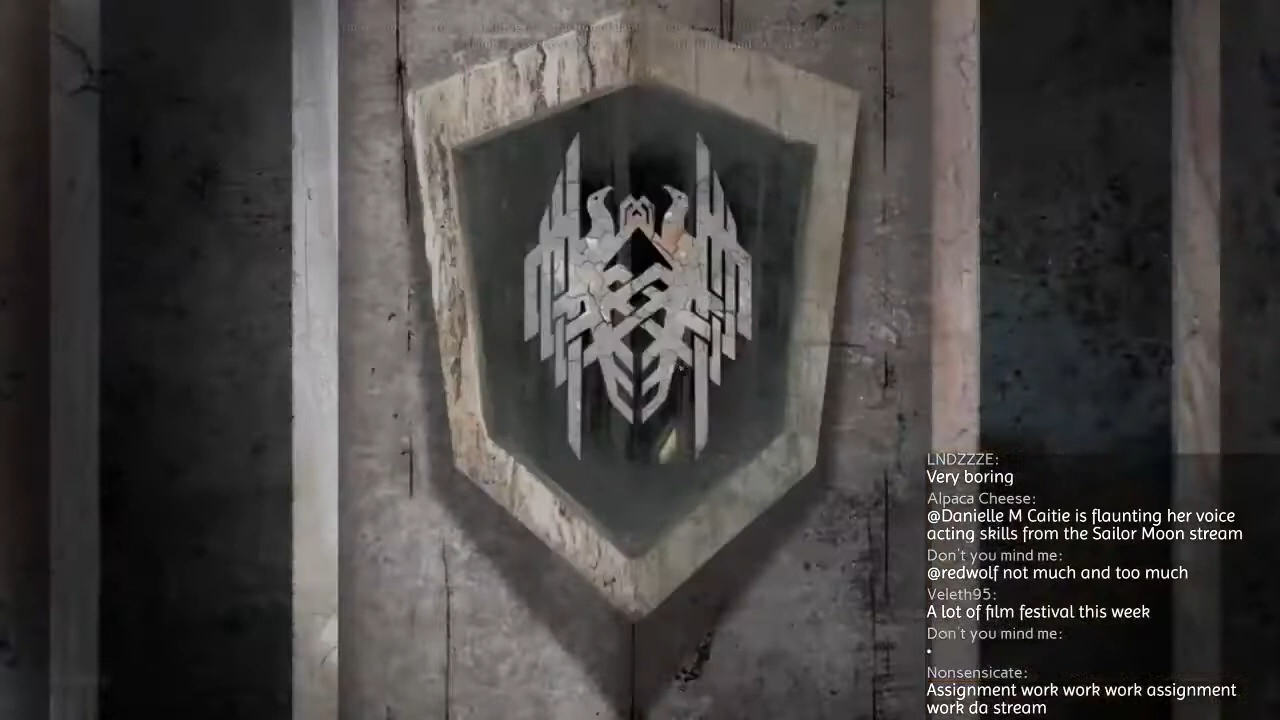 LNDZZZE:
Very boring
Alpaca Cheese:
@Danielle M Caitie is flaunting her voice
acting skills from the Sailor Moon stream
Don't you mind me:
@redwolf not much and too much
Veleth95:
A lot of film festival this week
Don't you mind me:
•
Nonsensicate:
Assignment work work work assignment
work da stream